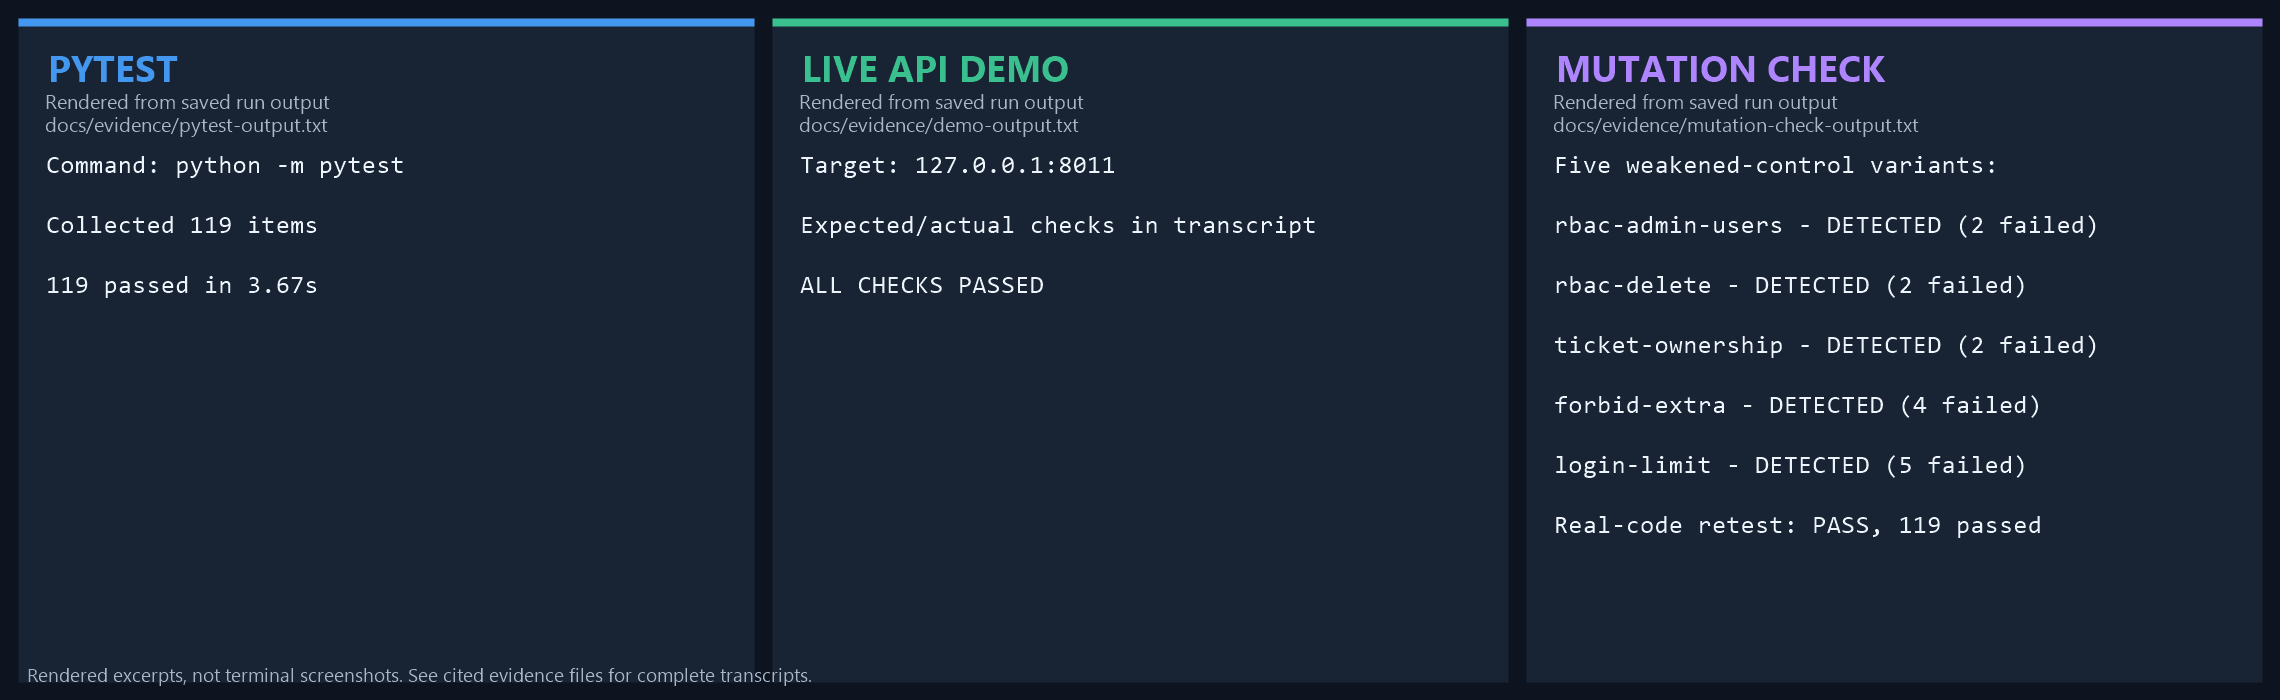 PYTEST
Rendered from saved run output
docs/evidence/pytest-output.txt
Command: python -m pytest
Collected 119 items
119 passed in 3.67s
LIVE API DEMO
Rendered from saved run output
docs/evidence/demo-output.txt
Target: 127.0.0.1:8011
Expected/actual checks in transcript
ALL CHECKS PASSED
MUTATION CHECK
Rendered from saved run output
docs/evidence/mutation-check-output.txt
Five weakened-control variants:
rbac-admin-users - DETECTED (2 failed)
rbac-delete - DETECTED (2 failed)
ticket-ownership - DETECTED (2 failed)
forbid-extra - DETECTED (4 failed)
login-limit - DETECTED (5 failed)
Real-code retest: PASS, 119 passed
Rendered excerpts, not terminal screenshots. See cited evidence files for complete transcripts.